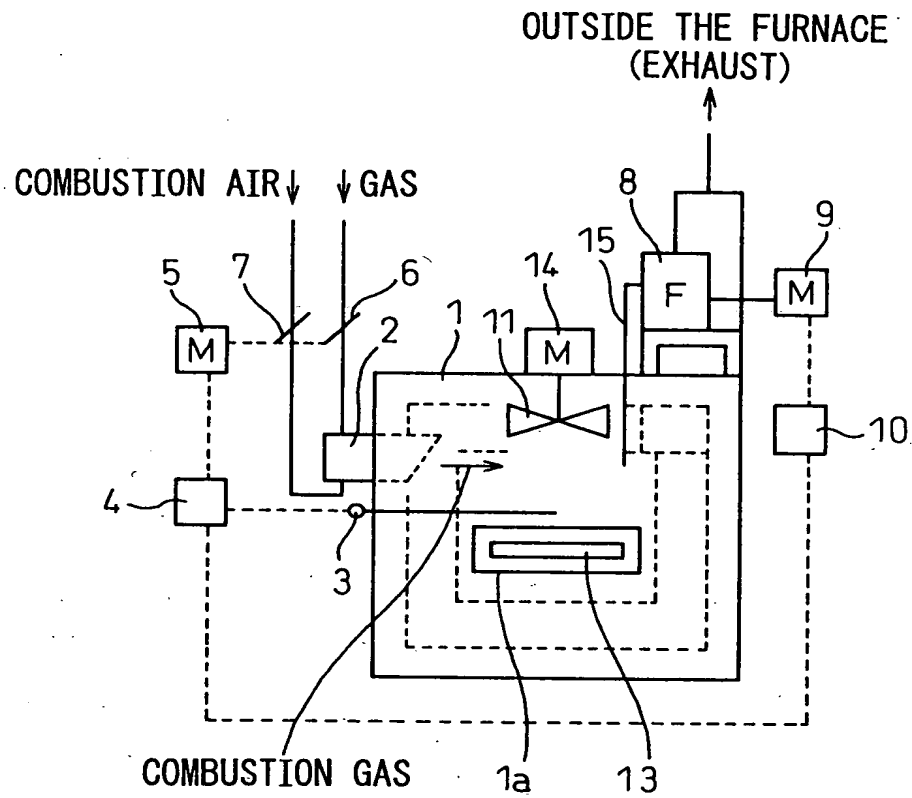 OUTSIDE THE FURNACE
(EXHAUST)
COMBUSTION AIR
GAS
8
15
9
7
6
5
14
1
11
M
M
F
M
2
10
4
3
COMBUSTION GAS
1a
13